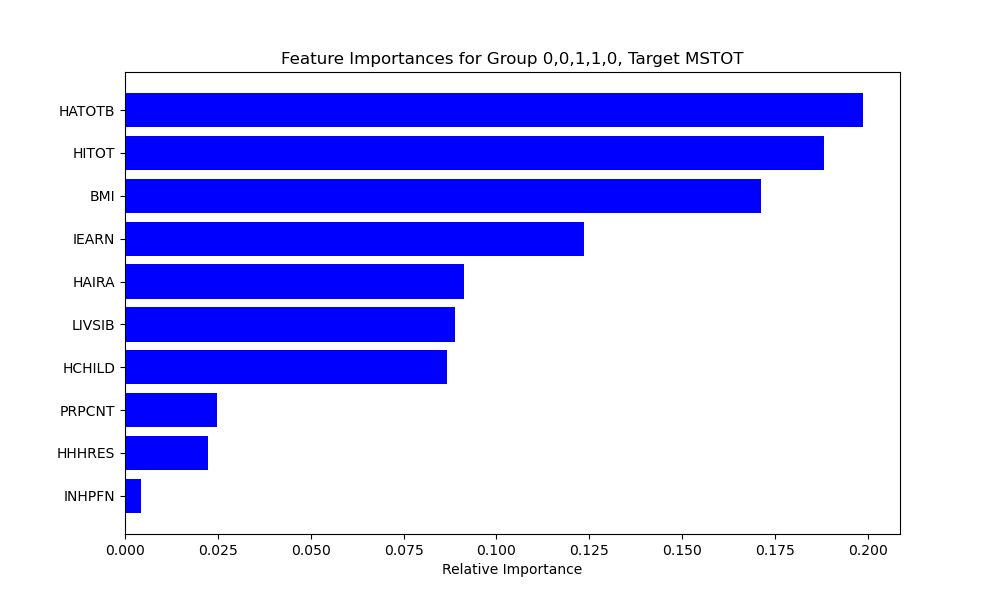 Feature Importances for Group 0,0,1,1,0, Target MSTOT
HATOTB
HITOT
BMI
IEARN
HAIRA
LIVSIB
HCHILD
PRPCNT
HHHRES
INHPFN
0.000 0.025 0.050 0.075 0.100 0.125 0.150 0.175 0.200
Relative Importance